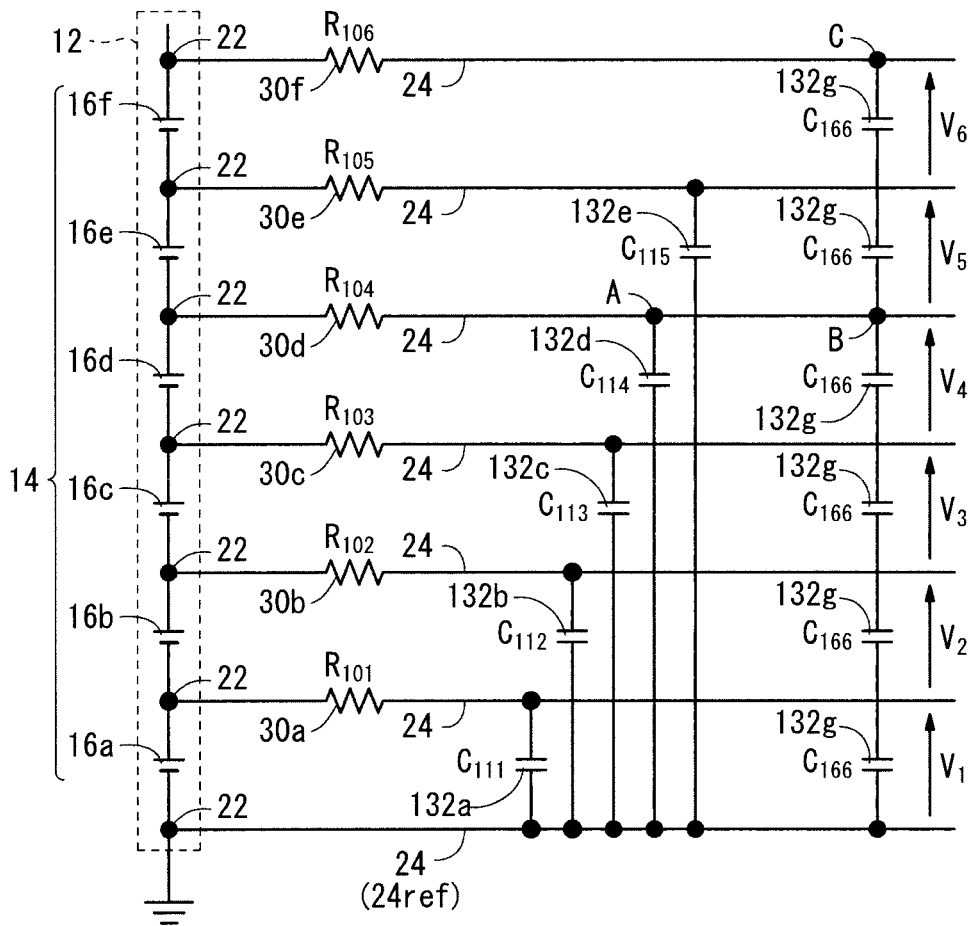 12 22 R106 C
30f 24 132g
16f C166 V6
22 R105
30e 24 132e 132g
16e C115 C166 V5
22 R104 A
30d 24 132d B
16d C114 C166 V4
132g
22 R103
14 30c 24 132c 132g
16c C113 C166 V3
22 R102 24
30b 132b 132g
16b C112 C166 V2
22 R101
30a 24 132g
16a C111 C166 V1
132a
22
24
(24ref)